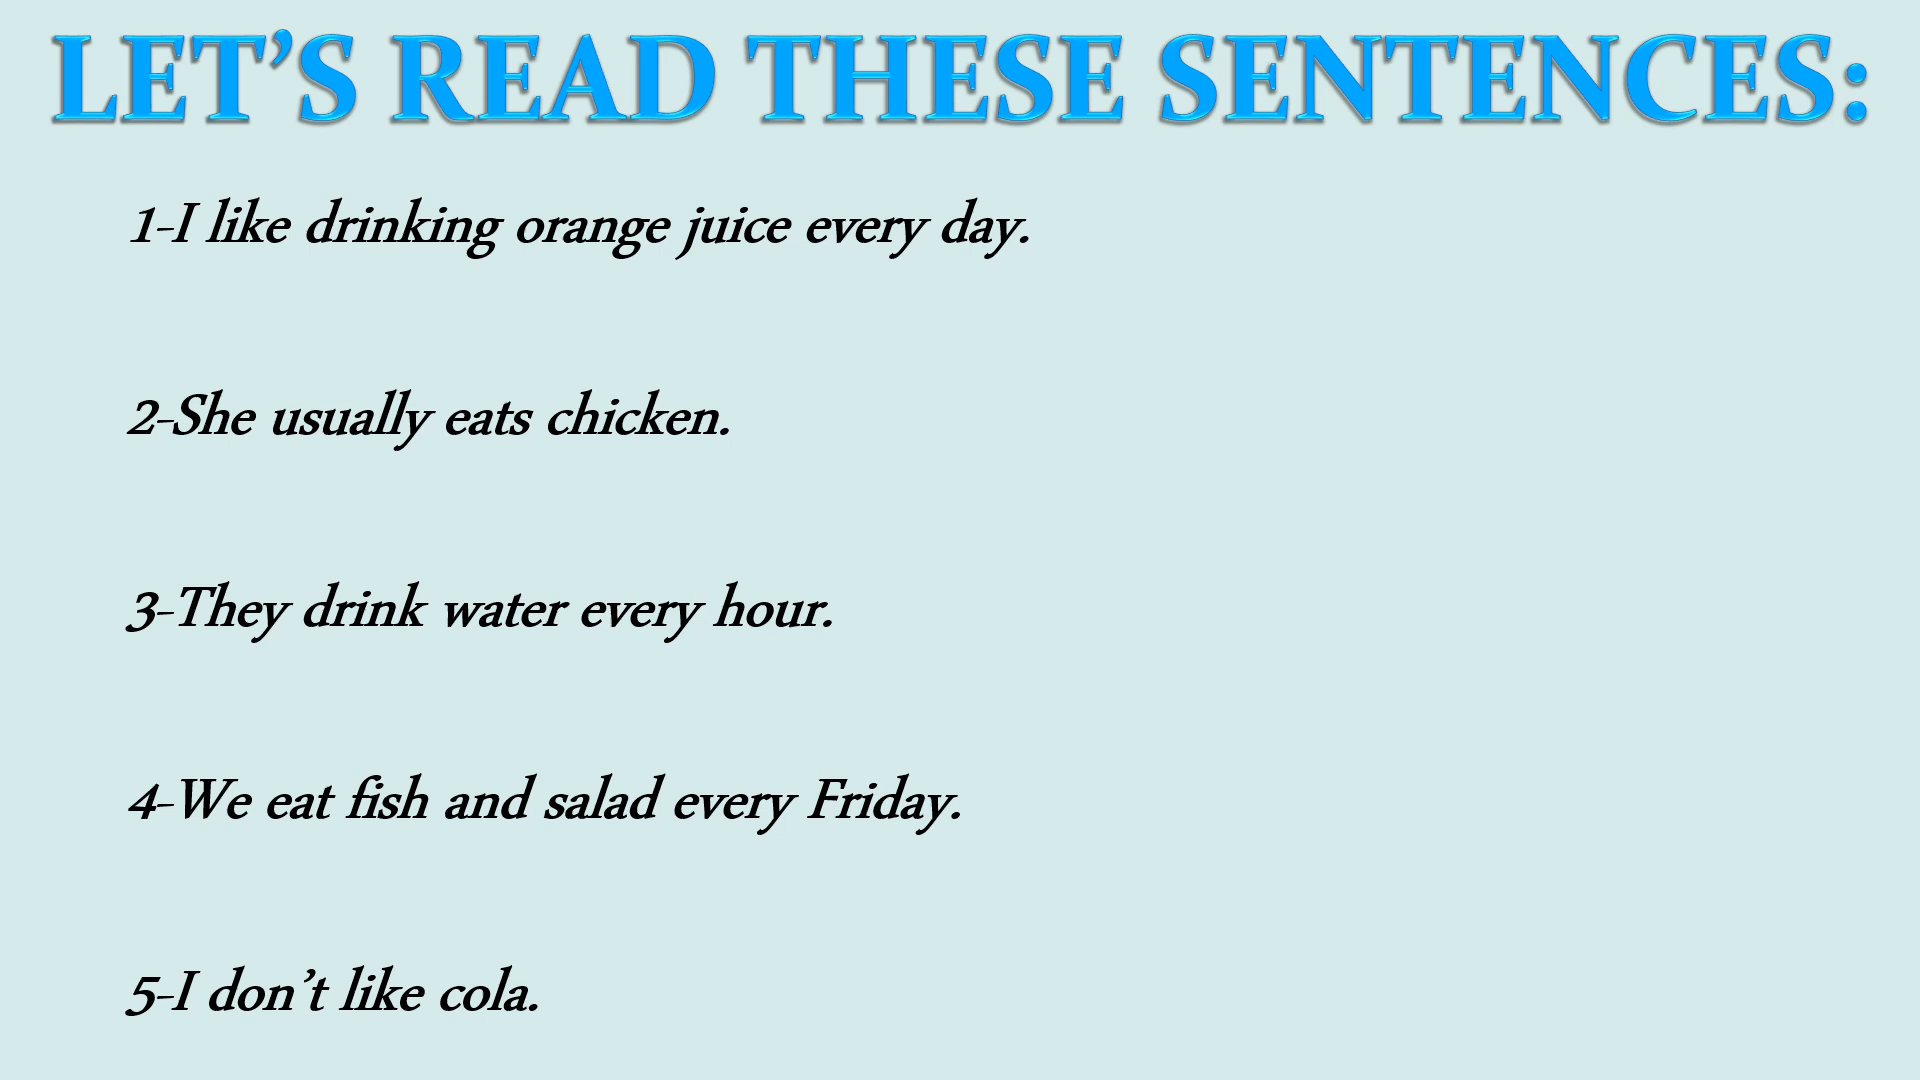 LET’S READ THESE SENTENCES:
1-I like drinking orange juice every day.
2-She usually eats chicken.
3-They drink water every hour.
4-We eat fish and salad every Friday.
5-I don’t like cola.